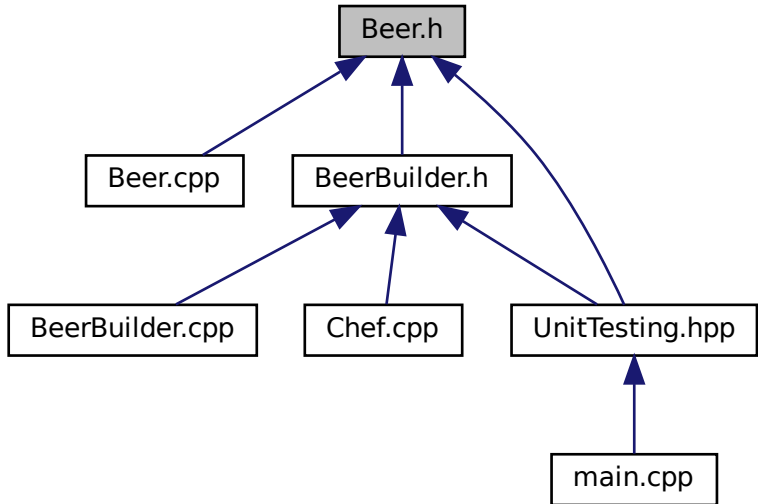 Beer.h
Beer.cpp
BeerBuilder.h
BeerBuilder.cpp
Chef.cpp
UnitTesting.hpp
main.cpp